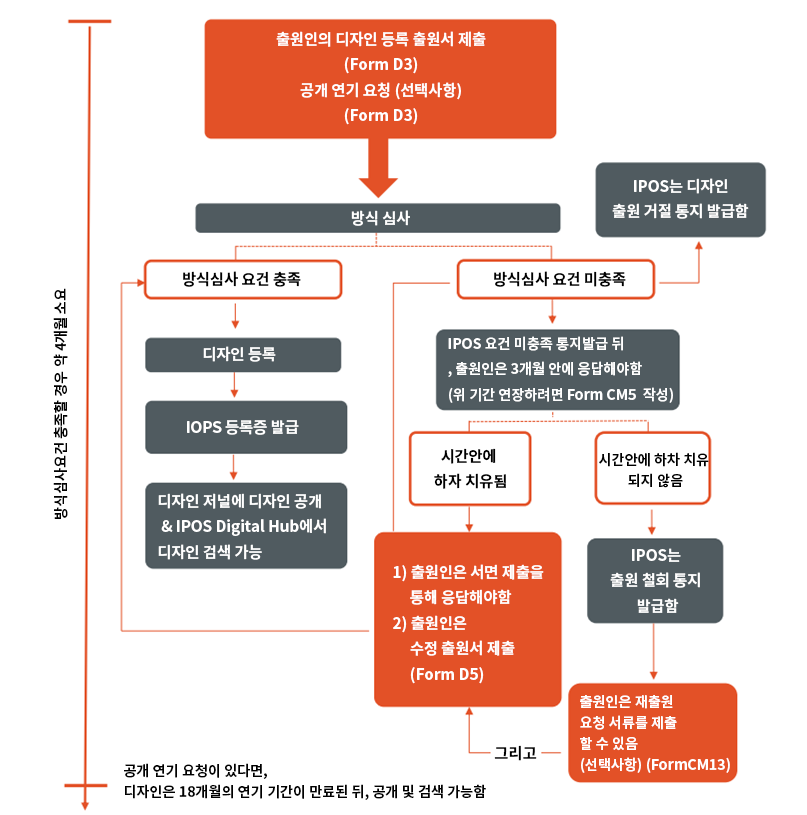 출원인의 디자인 등록 출원서 제출
(Form D3)
공개 연기 요청 (선택사항)
(Form D3)
방식 심사
IPOS는 디자인
출원 거절 통지 발급함
방식심사 요건 충족
방식심사 요건 미충족
디자인 등록
IOPS 등록증 발급
디자인 저널에 디자인 공개
& IPOS Digital Hub에서
디자인 검색 가능
IPOS 요건 미충족 통지발급 뒤
, 출원인은 3개월 안에 응답해야함
(위 기간 연장하려면 Form CM5 작성)
시간안에
하자 치유됨
시간안에 하차 치유
되지 않음
1) 출원인은 서면 제출을
통해 응답해야함
2) 출원인은
수정 출원서 제출
(Form D5)
IPOS는
출원 철회 통지
발급함
출원인은 재출원
요청 서류를 제출
할 수 있음
(선택사항) (FormCM13)
그리고
방식심사요건 충족할 경우 약 4개월 소요
공개 연기 요청이 있다면,
디자인은 18개월의 연기 기간이 만료된 뒤, 공개 및 검색 가능함